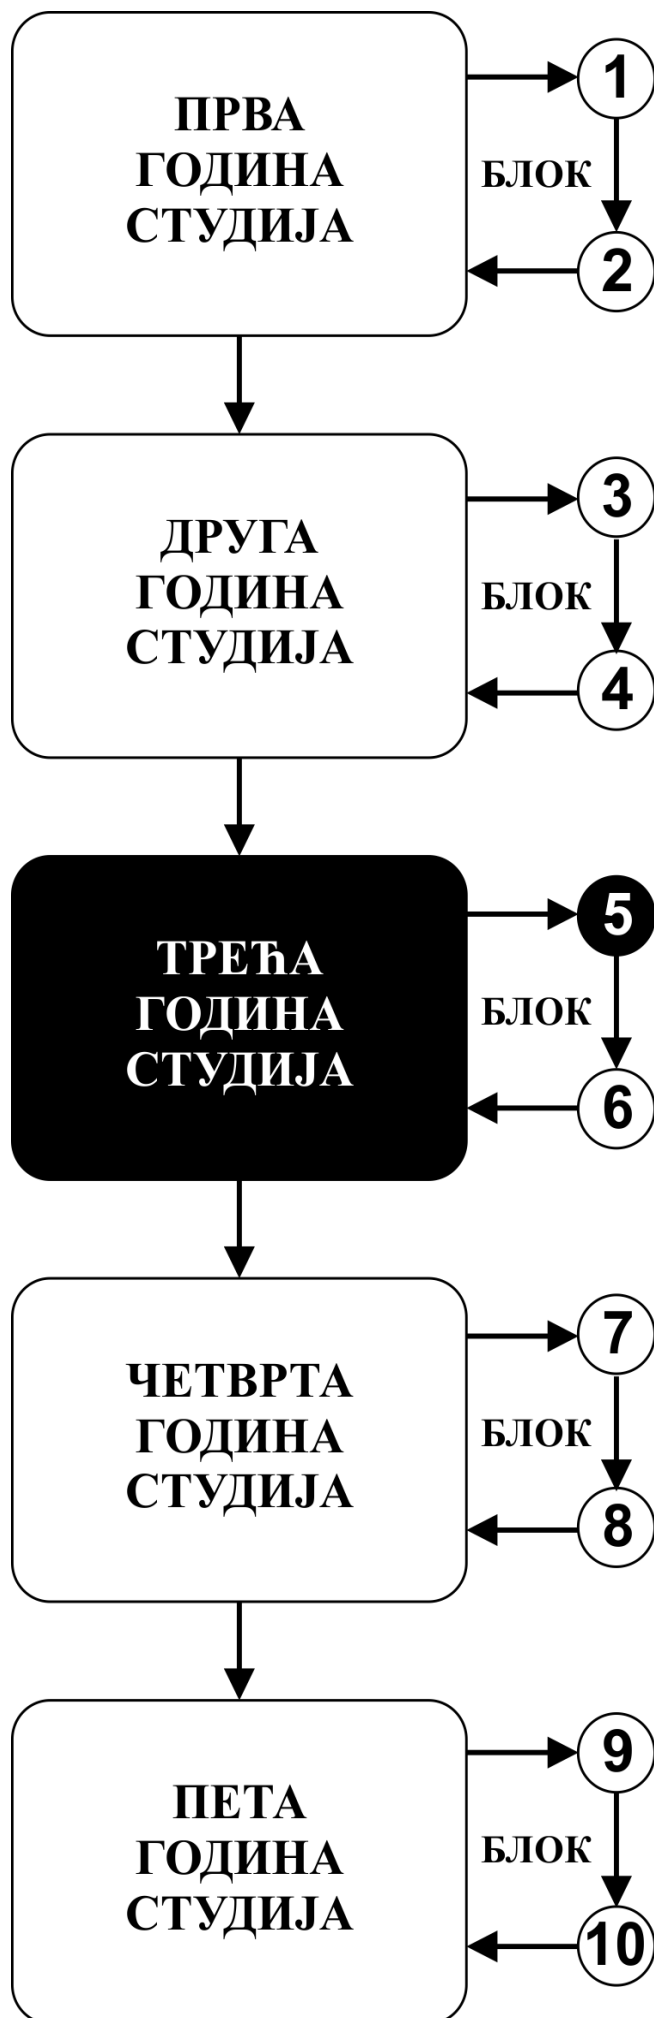 ПРВА
ГОДИНА
СТУДИЈА
1
БЛОК
2
ДРУГА
ГОДИНА
СТУДИЈА
3
БЛОК
4
ТРЕЋА
ГОДИНА
СТУДИЈА
5
БЛОК
6
ЧЕТВРТА
ГОДИНА
СТУДИЈА
7
БЛОК
8
ПЕТА
ГОДИНА
СТУДИЈА
9
БЛОК
10